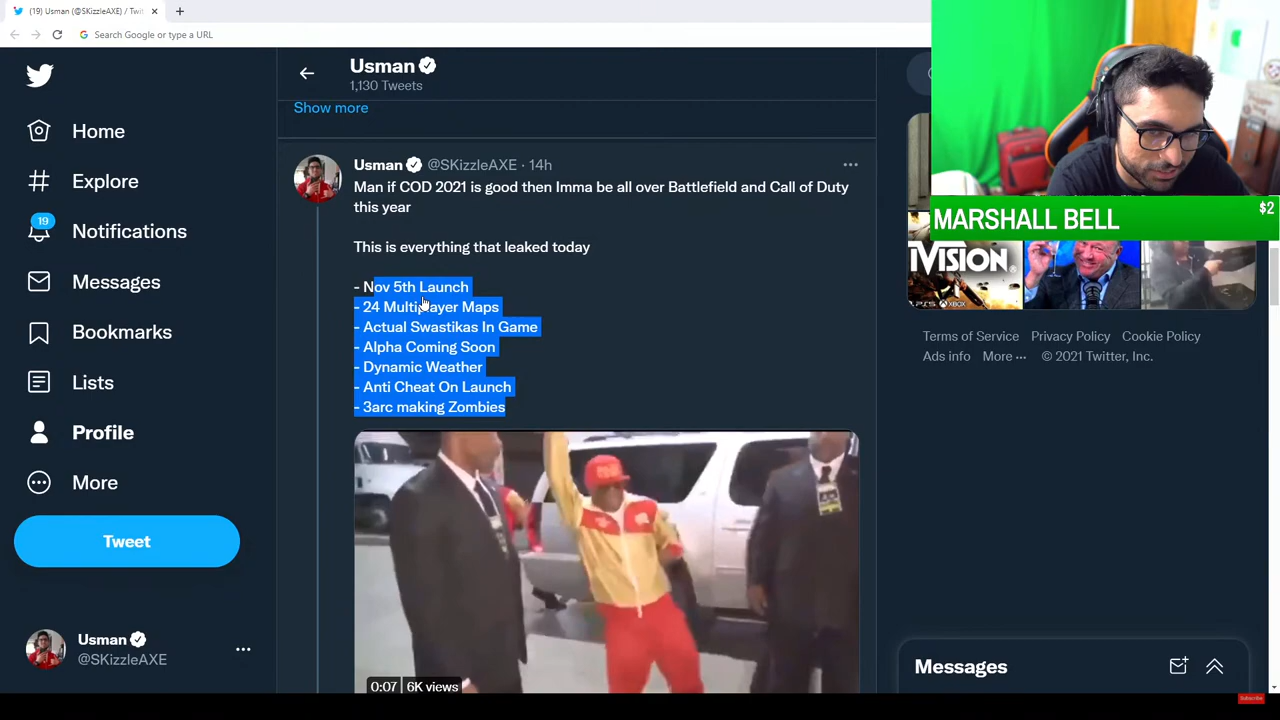 (19) Usman (@SKizzleAXE) / Twit
Search Google or type a URL
Usman
1,130 Tweets
Show more
Home
Explore
19
Notifications
Messages
Bookmarks
Lists
Profile
More
Tweet
Usman
@SKizzleAXE
Usman @SKizzleAXE · 14h
Man if COD 2021 is good then Imma be all over Battlefield and Call of Duty
this year
This is everything that leaked today
- Nov 5th Launch
- 24 Multiplayer Maps
- Actual Swastikas In Game
- Alpha Coming Soon
- Dynamic Weather
- Anti Cheat On Launch
- 3arc making Zombies
0:07 6K views
MARSHALL BELL
$2
VISION
PS5 XBOX
Terms of Service Privacy Policy Cookie Policy
Ads info More ··· © 2021 Twitter, Inc.
Messages
Subscribe